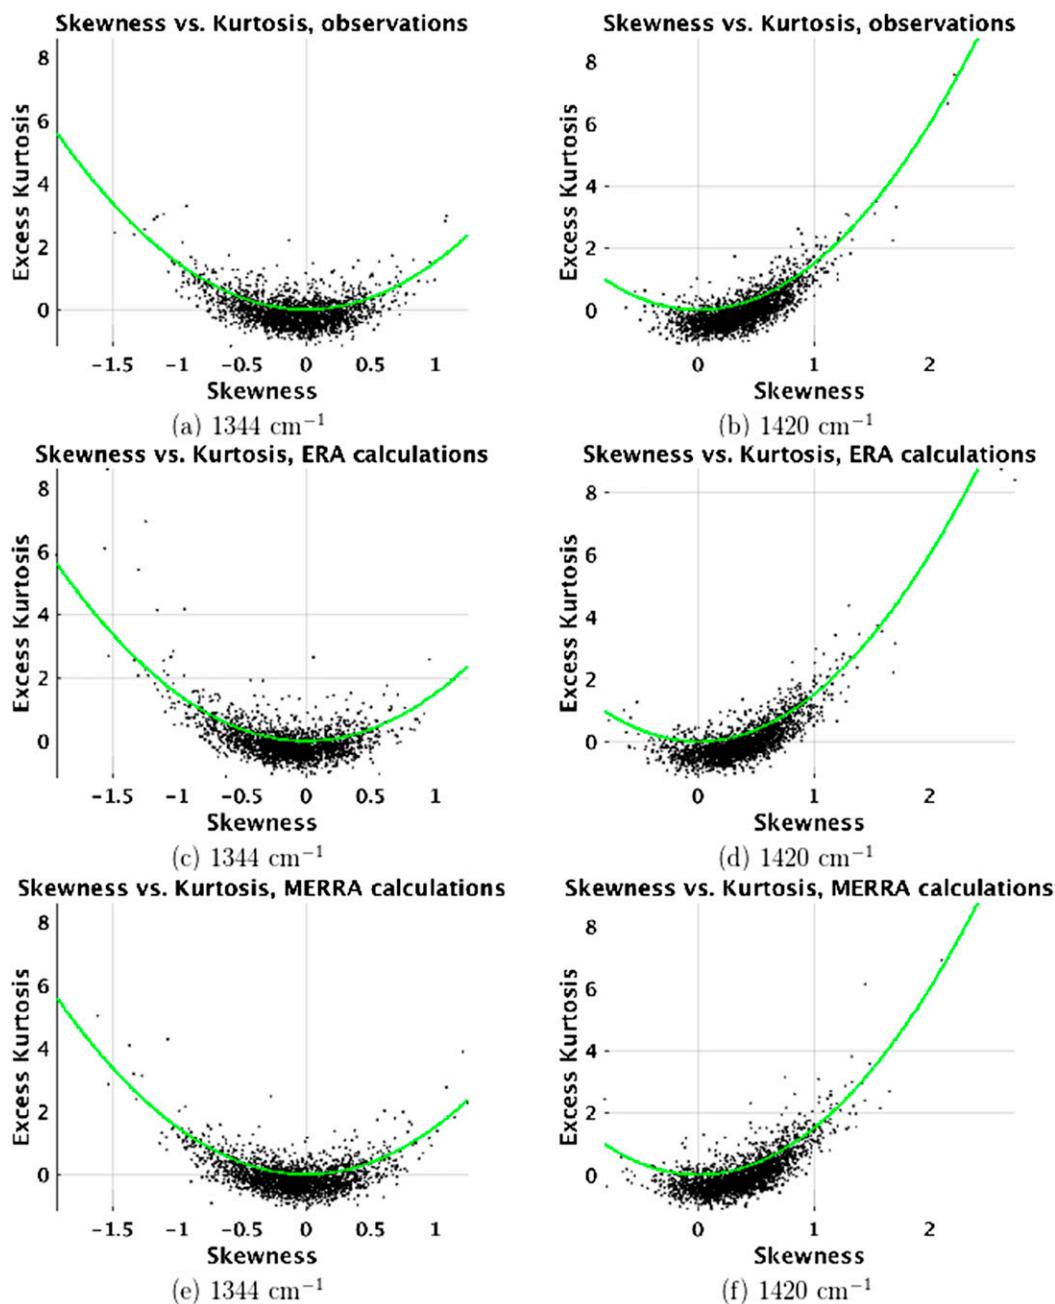 Skewness vs. Kurtosis, observations
Excess Kurtosis
8
6
4
2
0
−1.5 −1 −0.5 0 0.5 1
Skewness
(a) 1344 cm⁻¹
Skewness vs. Kurtosis, observations
Excess Kurtosis
8
6
4
2
0
0 1 2
Skewness
(b) 1420 cm⁻¹
Skewness vs. Kurtosis, ERA calculations
Excess Kurtosis
8
6
4
2
0
−1.5 −1 −0.5 0 0.5 1
Skewness
(c) 1344 cm⁻¹
Skewness vs. Kurtosis, ERA calculations
Excess Kurtosis
8
6
4
2
0
0 1 2
Skewness
(d) 1420 cm⁻¹
Skewness vs. Kurtosis, MERRA calculations
Excess Kurtosis
8
6
4
2
0
−1.5 −1 −0.5 0 0.5 1
Skewness
(e) 1344 cm⁻¹
Skewness vs. Kurtosis, MERRA calculations
Excess Kurtosis
8
6
4
2
0
0 1 2
Skewness
(f) 1420 cm⁻¹